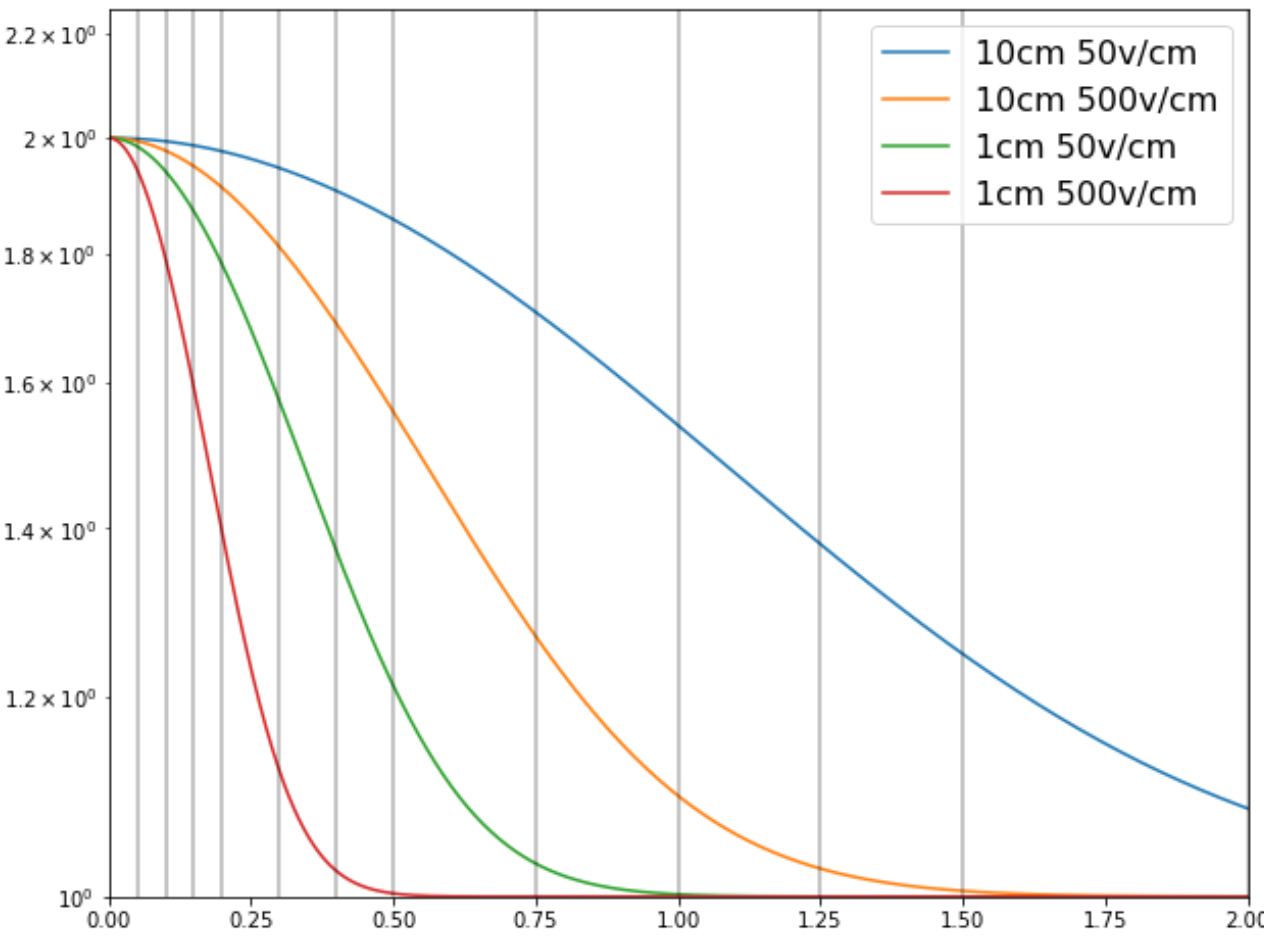 2.2 × 10⁰
2 × 10⁰
1.8 × 10⁰
1.6 × 10⁰
1.4 × 10⁰
1.2 × 10⁰
10⁰
0.00 0.25 0.50 0.75 1.00 1.25 1.50 1.75 2.00
10cm 50v/cm
10cm 500v/cm
1cm 50v/cm
1cm 500v/cm